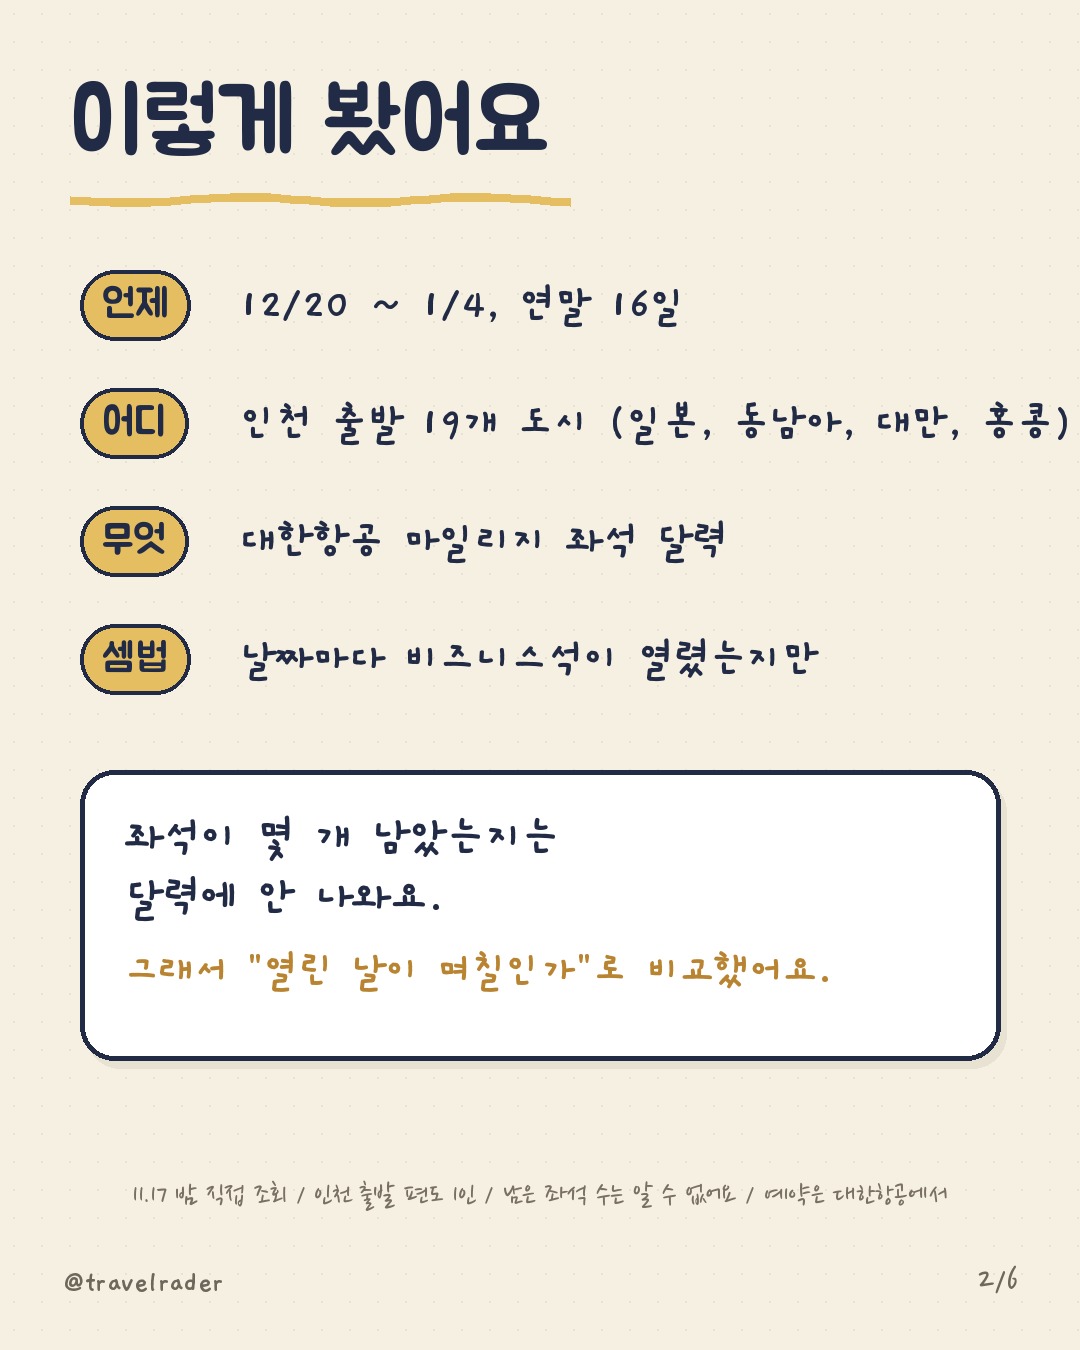 이렇게 봤어요
언제 12/20 ~ 1/4, 연말 16일
어디 인천 출발 19개 도시 (일본, 동남아, 대만, 홍콩)
무엇 대한항공 마일리지 좌석 달력
셈법 날짜마다 비즈니스석이 열렸는지만
좌석이 몇 개 남았는지는
달력에 안 나와요.
그래서 "열린 날이 며칠인가"로 비교했어요.
11.17 밤 직접 조회 / 인천 출발 편도 1인 / 남은 좌석 수는 알 수 없어요 / 예약은 대한항공에서
@travelrader
2/6